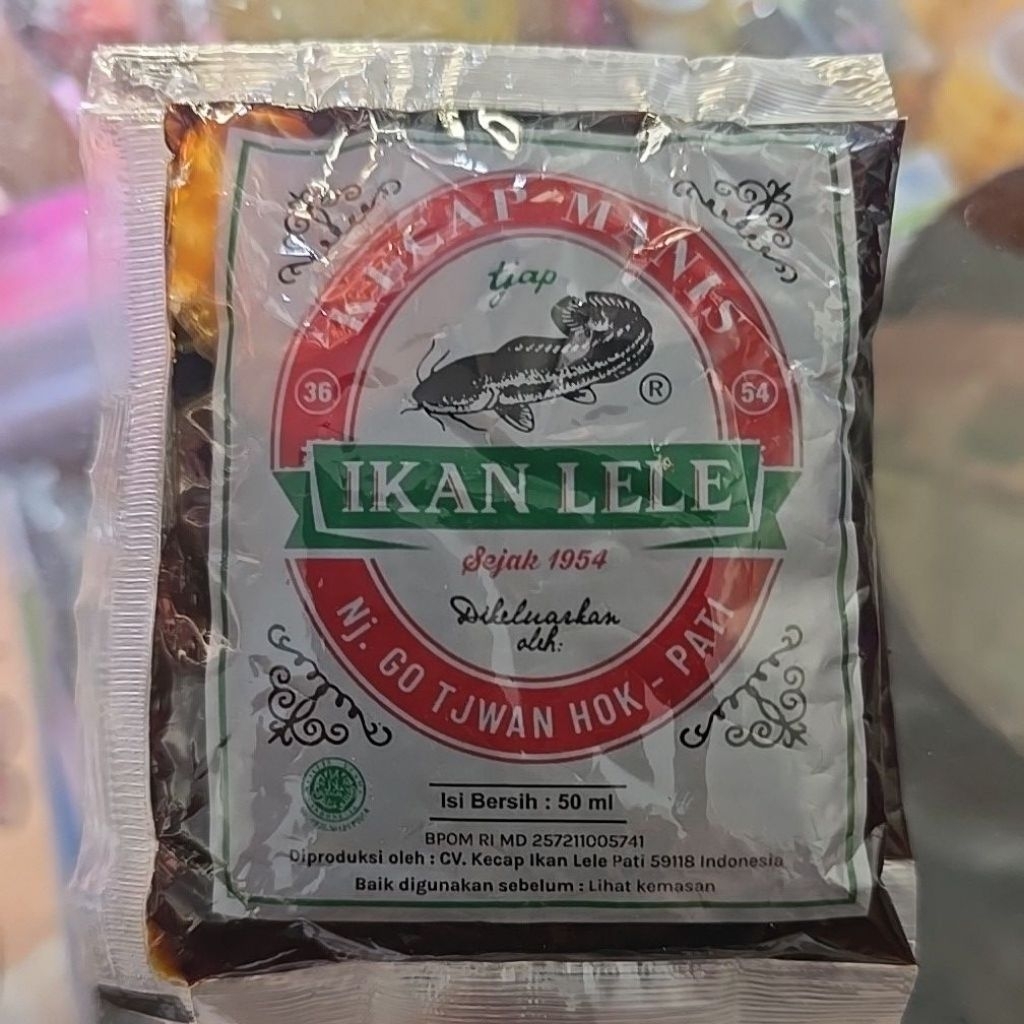 KECAP MANIS
tjap
®
36
54
IKAN LELE
Sejak 1954
Dikeluarkan
oleh:
Nj. GO TJWAN HOK - PATI
Isi Bersih : 50 ml
BPOM RI MD 257211005741
Diproduksi oleh : CV. Kecap Ikan Lele Pati 59118 Indonesia
Baik digunakan sebelum : Lihat kemasan